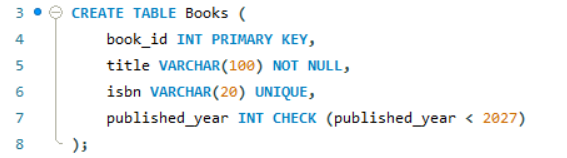 3 CREATE TABLE Books (
4 book_id INT PRIMARY KEY,
5 title VARCHAR(100) NOT NULL,
6 isbn VARCHAR(20) UNIQUE,
7 published_year INT CHECK (published_year < 2027)
8 );